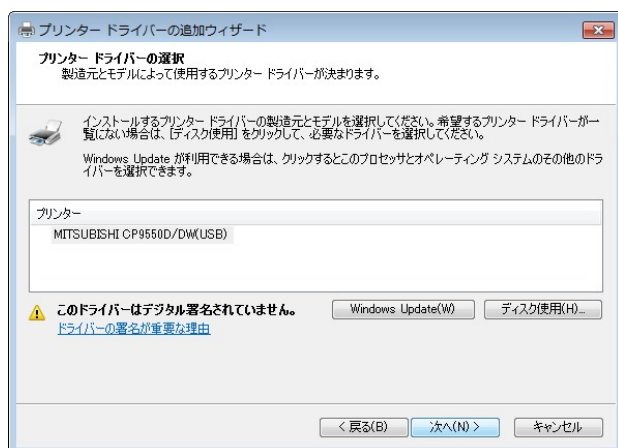 プリンター ドライバーの追加ウィザード
プリンター ドライバーの選択
製造元とモデルによって使用するプリンター ドライバーが決まります。
インストールするプリンター ドライバーの製造元とモデルを選択してください。希望するプリンター ドライバーが一
覧にない場合は、[ディスク使用] をクリックして、必要なドライバーを選択してください。
Windows Update が利用できる場合は、クリックするとこのプロセッサとオペレーティング システムのその他のドラ
イバーを選択できます。
プリンター
MITSUBISHI CP9550D/DW(USB)
このドライバーはデジタル署名されていません。
Windows Update(W)
ディスク使用(H)...
ドライバーの署名が重要な理由
< 戻る(B)
次へ(N) >
キャンセル